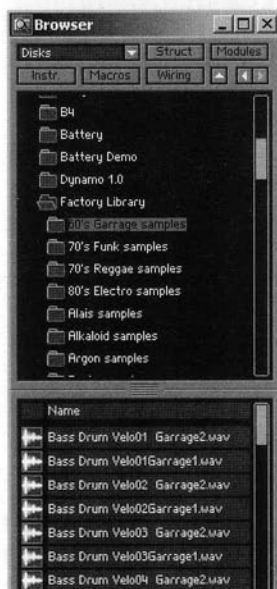 Browser
Disks Struct Modules
Instr. Macros Wiring
B4
Battery
Battery Demo
Dynamo 1.0
Factory Library
60's Garrage samples
70's Funk samples
70's Reggae samples
80's Electro samples
Alais samples
Alkaloid samples
Argon samples
Name
Bass Drum Velo01 Garrage2.wav
Bass Drum Velo01Garrage1.wav
Bass Drum Velo02 Garrage2.wav
Bass Drum Velo02Garrage1.wav
Bass Drum Velo03 Garrage2.wav
Bass Drum Velo03Garrage1.wav
Bass Drum Velo04 Garrage2.wav